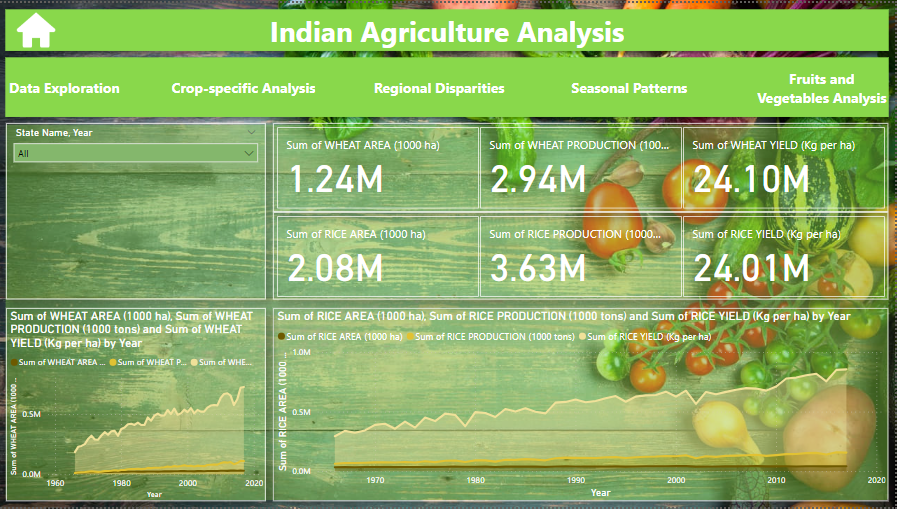 Indian Agriculture Analysis
Data Exploration
Crop-specific Analysis
Regional Disparities
Seasonal Patterns
Fruits and
Vegetables Analysis
State Name, Year
All
Sum of WHEAT AREA (1000 ha)
1.24M
Sum of WHEAT PRODUCTION (100...
2.94M
Sum of WHEAT YIELD (Kg per ha)
24.10M
Sum of RICE AREA (1000 ha)
2.08M
Sum of RICE PRODUCTION (1000...
3.63M
Sum of RICE YIELD (Kg per ha)
24.01M
Sum of WHEAT AREA (1000 ha), Sum of WHEAT
PRODUCTION (1000 tons) and Sum of WHEAT
YIELD (Kg per ha) by Year
Sum of WHEAT AREA ...
Sum of WHEAT P...
Sum of WHE...
Sum of WHEAT AREA (1000 ...
0.5M
0.0M
1960
1980
2000
2020
Year
Sum of RICE AREA (1000 ha), Sum of RICE PRODUCTION (1000 tons) and Sum of RICE YIELD (Kg per ha) by Year
Sum of RICE AREA (1000 ha)
Sum of RICE PRODUCTION (1000 tons)
Sum of RICE YIELD (Kg per ha)
Sum of RICE AREA (1000 ...
1.0M
0.5M
0.0M
1970
1980
1990
2000
2010
2020
Year